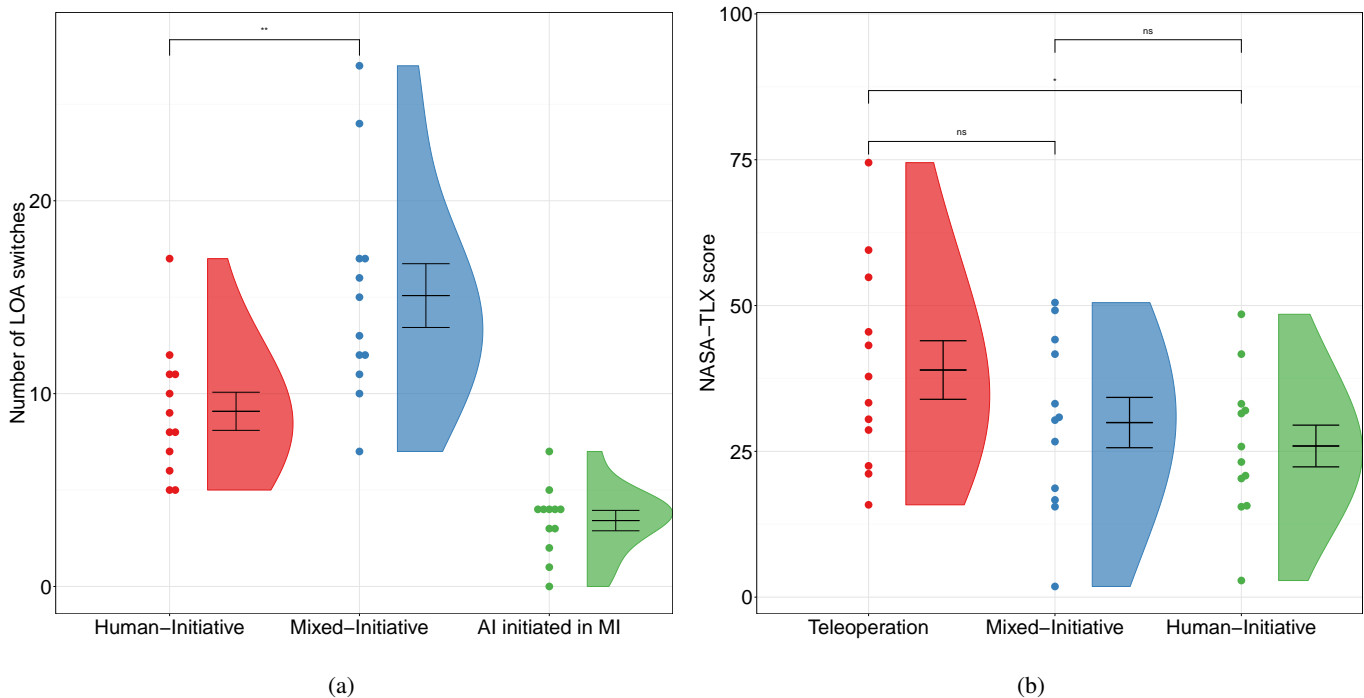 Number of LOA switches
20
10
0
**
Human−Initiative
Mixed−Initiative
AI initiated in MI
(a)
NASA−TLX score
100
75
50
25
0
ns
*
ns
Teleoperation
Mixed−Initiative
Human−Initiative
(b)